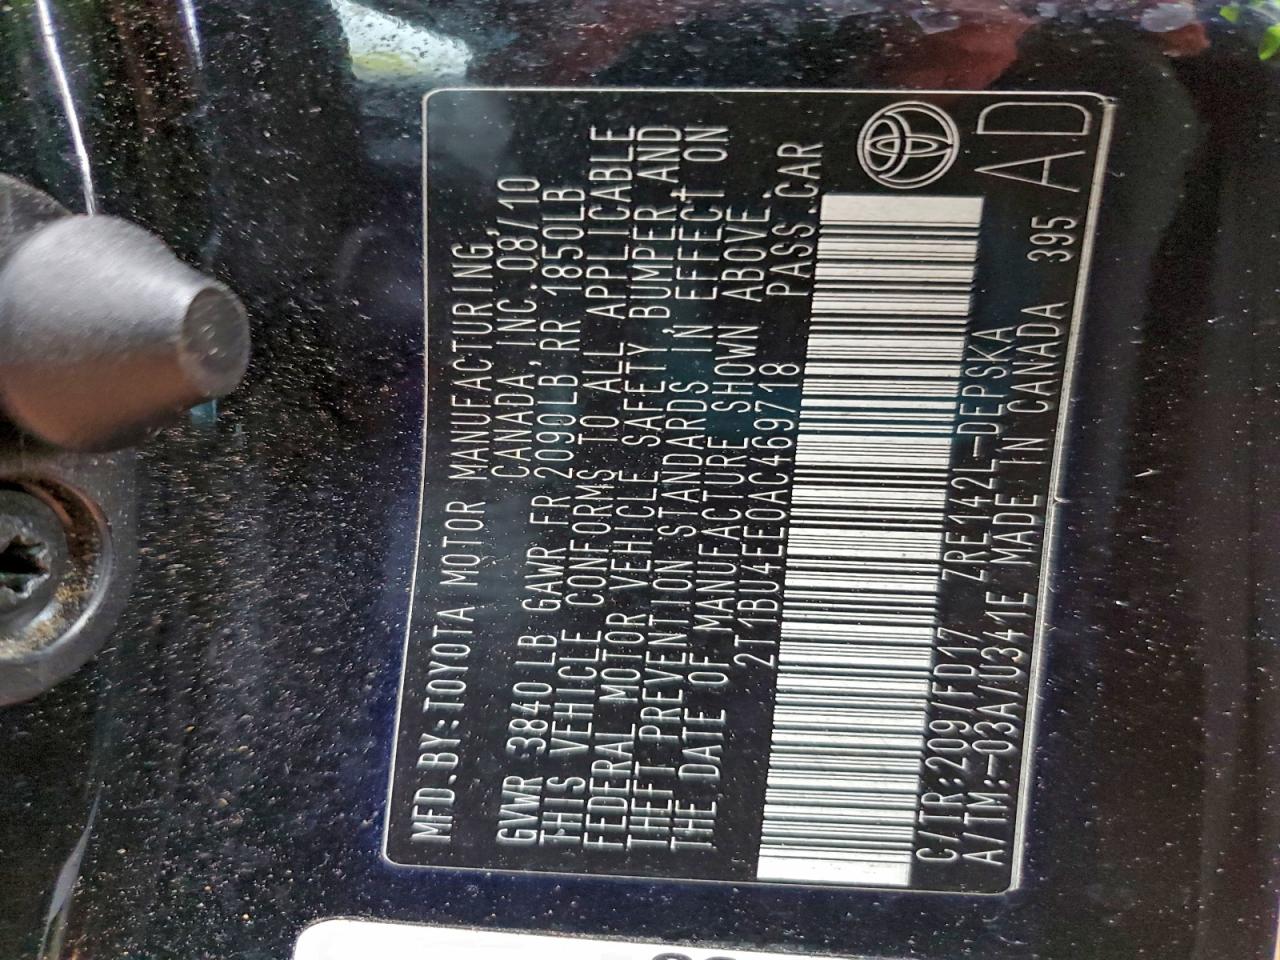 MFD.BY:TOYOTA MOTOR MANUFACTURING,
CANADA, INC. 08/10
GVWR 3840 LB GAWR FR 2090LB RR 1850LB
THIS VEHICLE CONFORMS TO ALL APPLICABLE
FEDERAL MOTOR VEHICLE SAFETY, BUMPER, AND
THEFT PREVENTION STANDARDS IN EFFECT ON
THE DATE OF MANUFACTURE SHOWN ABOVE.
2T1BU4EE0AC469718 PASS.CAR
C/TR:209/FD17 ZRE142L-DEPSKA
A/TM:-03A/U341E MADE IN CANADA 395
AD